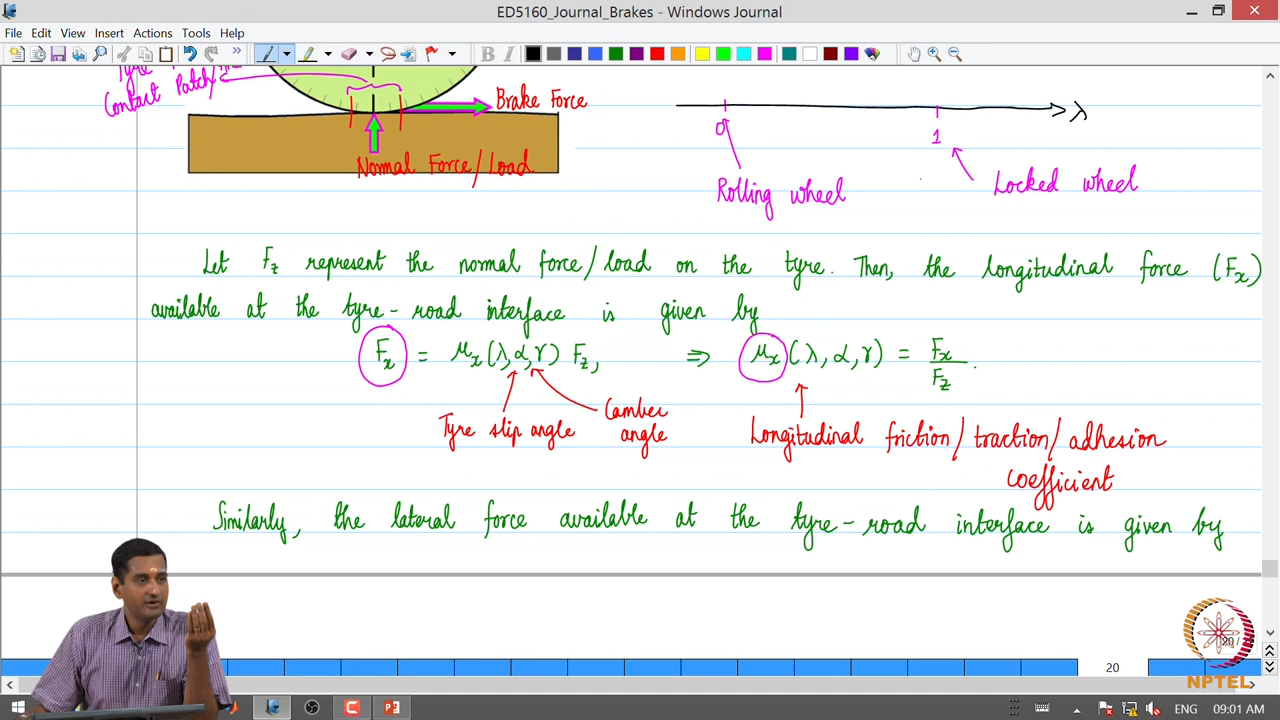 ED5160_Journal_Brakes - Windows Journal
File Edit View Insert Actions Tools Help
Tyre
Contact Patch/
Brake Force
Normal Force/Load
λ
0
1
Rolling wheel
Locked wheel
Let Fz represent the normal force/load on the tyre. Then, the longitudinal force (Fx)
available at the tyre-road interface is given by
Fx = μx(λ,α,γ) Fz, ⇒ μx(λ,α,γ) = Fx/Fz.
Tyre slip angle
Camber angle
Longitudinal friction/traction/adhesion
coefficient
Similarly, the lateral force available at the tyre-road interface is given by
NPTEL
20
ENG 09:01 AM